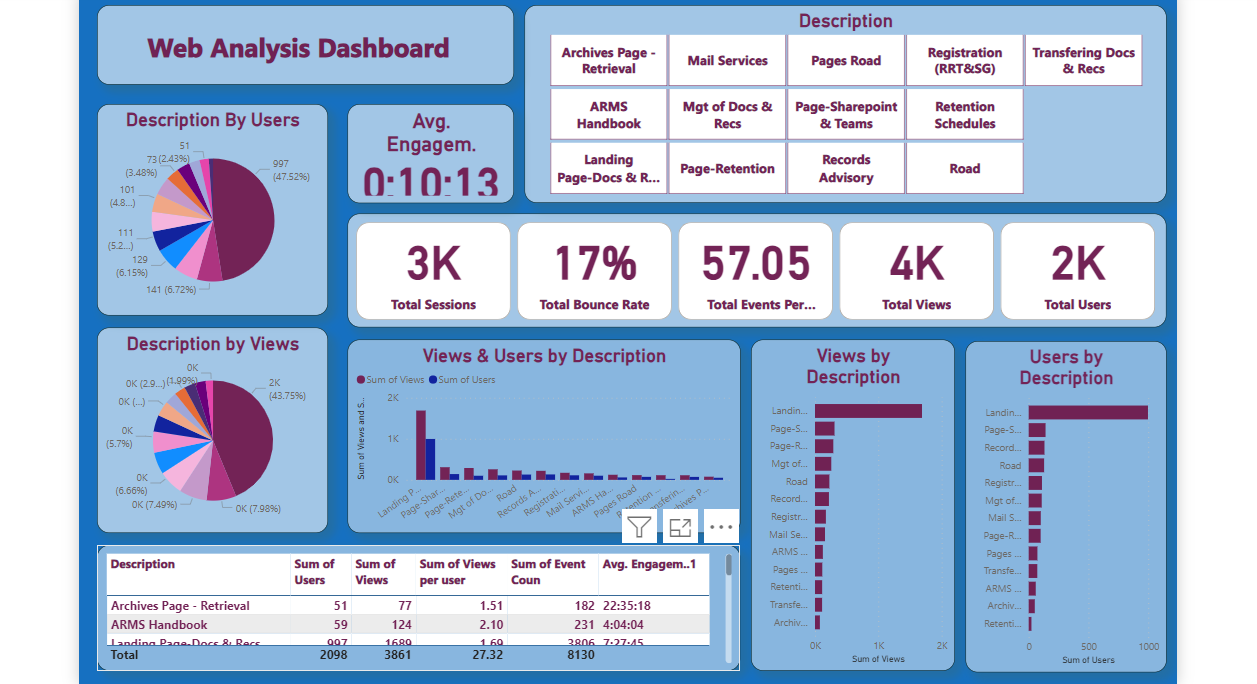 Web Analysis Dashboard
Description
Archives Page -
Retrieval
Mail Services
Pages Road
Registration
(RRT&SG)
Transfering Docs
& Recs
ARMS
Handbook
Mgt of Docs &
Recs
Page-Sharepoint
& Teams
Retention
Schedules
Landing
Page-Docs & R...
Page-Retention
Records
Advisory
Road
Description By Users
51
73 (2.43%)
(3.48%)
101
(4.8...)
111
(5.2...)
129
(6.15%)
141 (6.72%)
997
(47.52%)
Avg.
Engagem.
0:10:13
3K
Total Sessions
17%
Total Bounce Rate
57.05
Total Events Per...
4K
Total Views
2K
Total Users
Description by Views
0K
(1.99%)
0K (2.9...)
0K (...)
0K
(5.7%)
0K
(6.66%)
0K (7.49%)
0K (7.98%)
2K
(43.75%)
Views & Users by Description
Sum of Views
Sum of Users
Sum of Views and S...
2K
1K
0K
Landing P...
Page-Shar...
Page-Rete...
Mgt of Do...
Road
Records A...
Registrati...
Mail Servi...
ARMS Ha...
Pages Road
Views by
Description
Landin...
Page-S...
Page-R...
Mgt of...
Road
Record...
Registr...
Mail Se...
ARMS ...
Pages ...
Retenti...
Transfe...
Archiv...
0K
1K
2K
Sum of Views
Users by
Description
Landin...
Page-S...
Record...
Road
Registr...
Mgt of...
Mail S...
Page-R...
Pages ...
Transfe...
ARMS ...
Archiv...
Retenti...
0
500
1000
Sum of Users
Description Sum of Users Sum of Views Sum of Views per user Sum of Event Coun Avg. Engagem..1
Archives Page - Retrieval 51 77 1.51 182 22:35:18
ARMS Handbook 59 124 2.10 231 4:04:04
Landing Page-Docs & Recs 997 1689 1.69 3806 7:27:45
Total 2098 3861 27.32 8130